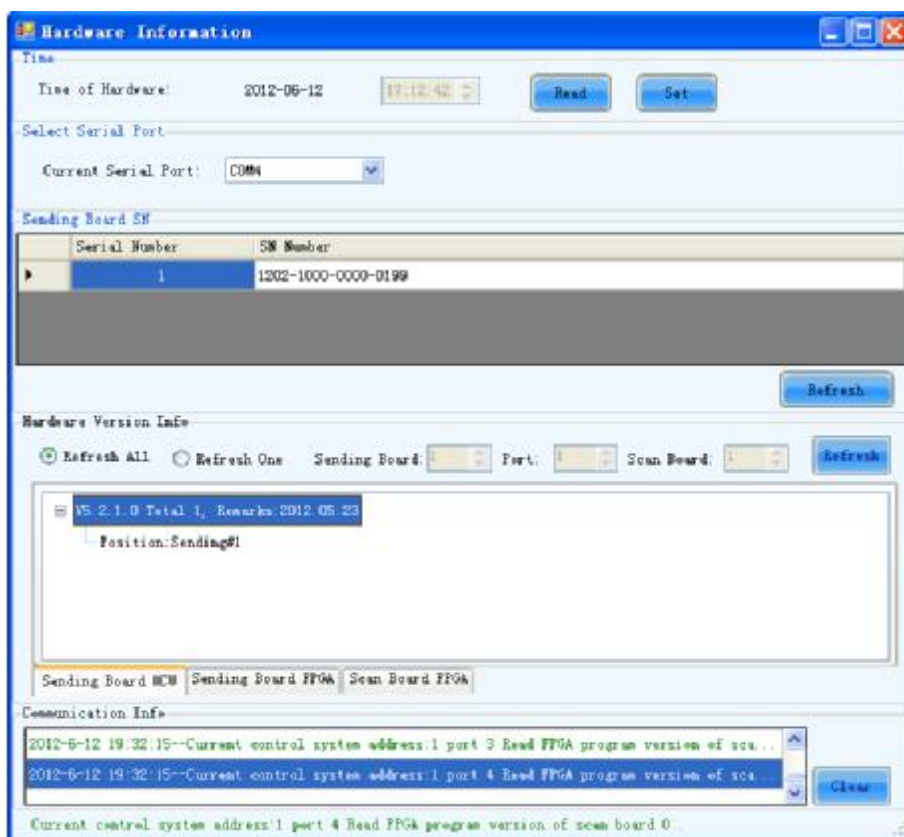 Hardware Information
Time
Time of Hardware: 2012-06-12 17:12:42 Read Set
Select Serial Port
Current Serial Port: COM4
Sending Board SN
Serial Number SN Number
1 1202-1000-0000-0199
Refresh
Hardware Version Info
Refresh All Refresh One Sending Board: 1 Port: 1 Scan Board: 1 Refresh
V5.2.1.0 Total 1, Remarks:2012.05.23
Position:Sending#1
Sending Board MCU Sending Board FPGA Scan Board FPGA
Communication Info
2012-6-12 19:32:15--Current control system address:1 port 3 Read FPGA program version of sca...
2012-6-12 19:32:15--Current control system address:1 port 4 Read FPGA program version of sca...
Clear
Current control system address:1 port 4 Read FPGA program version of scan board 0